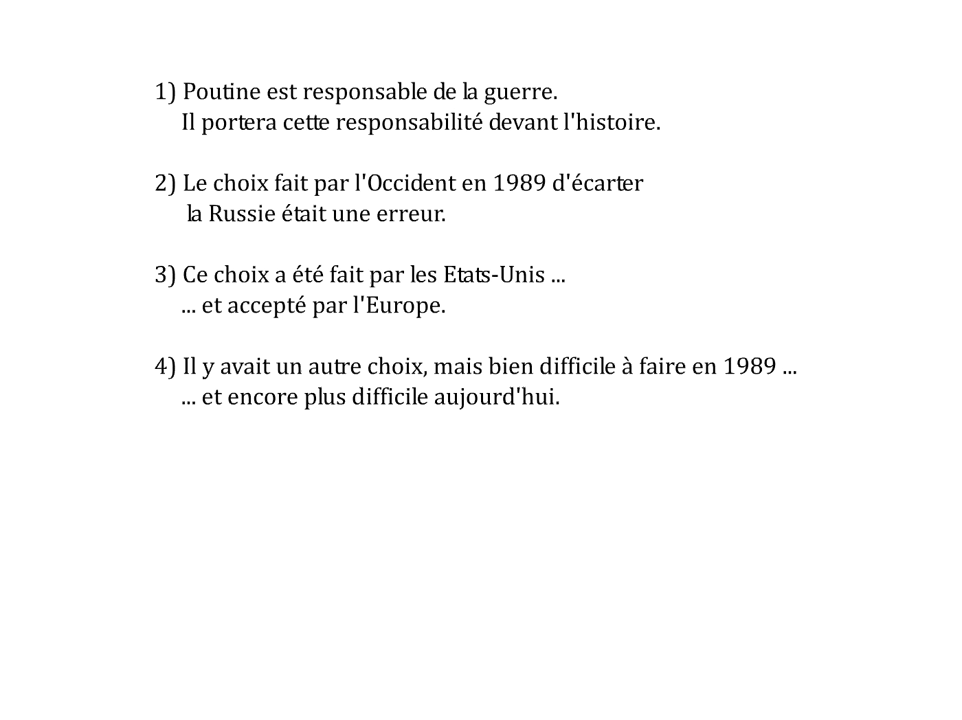 1) Poutine est responsable de la guerre.
Il portera cette responsabilité devant l'histoire.
2) Le choix fait par l'Occident en 1989 d'écarter
la Russie était une erreur.
3) Ce choix a été fait par les Etats-Unis ...
... et accepté par l'Europe.
4) Il y avait un autre choix, mais bien difficile à faire en 1989 ...
... et encore plus difficile aujourd'hui.